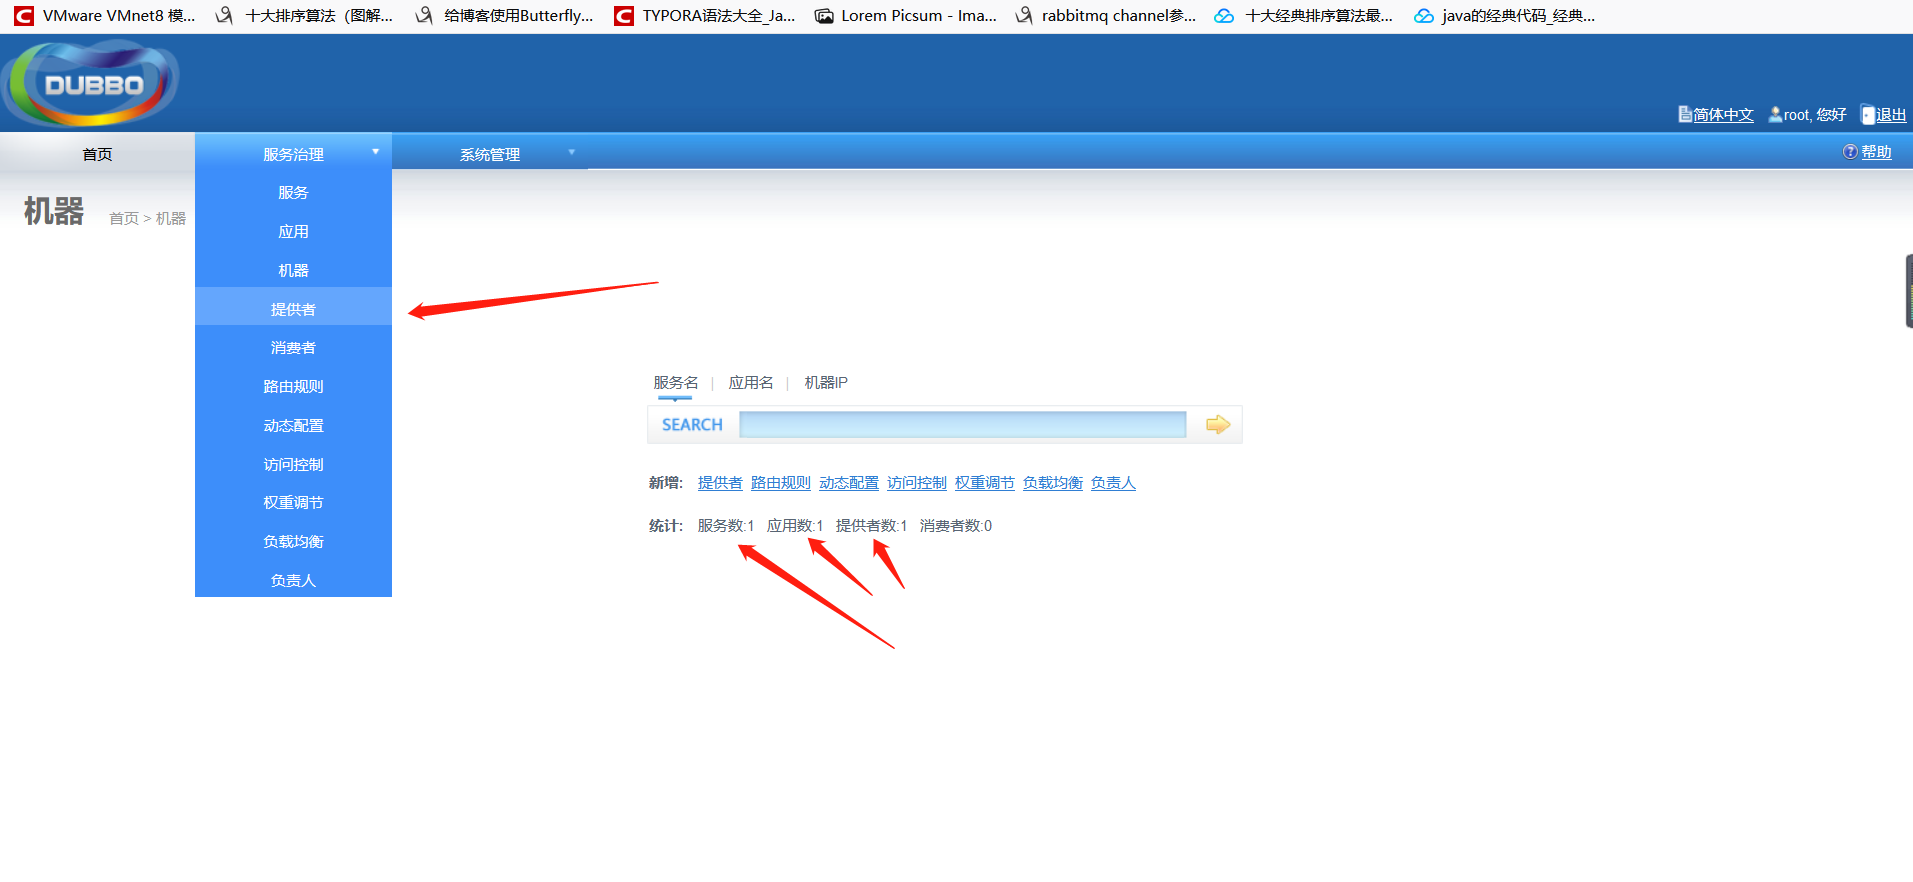 VMware VMnet8 模... 十大排序算法（图解... 给博客使用Butterfly... TYPORA语法大全_Ja... Lorem Picsum - Ima... rabbitmq channel参... 十大经典排序算法最... java的经典代码_经典...
DUBBO
简体中文 root, 您好 退出
首页 服务治理 系统管理 帮助
机器 首页 > 机器
服务
应用
机器
提供者
消费者
路由规则
动态配置
访问控制
权重调节
负载均衡
负责人
服务名 | 应用名 | 机器IP
SEARCH
新增: 提供者 路由规则 动态配置 访问控制 权重调节 负载均衡 负责人
统计: 服务数:1 应用数:1 提供者数:1 消费者数:0